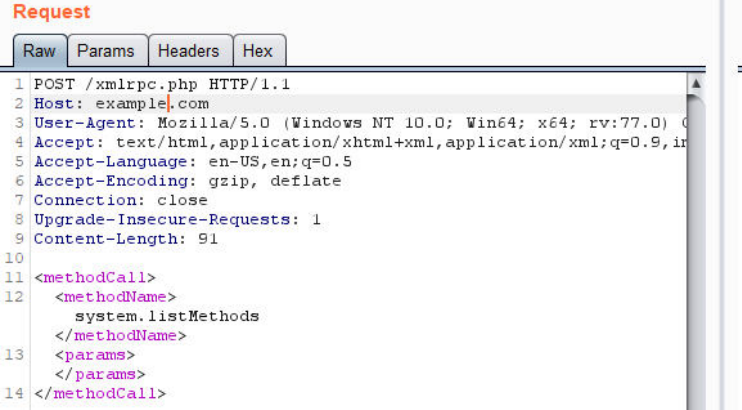 Request
Raw Params Headers Hex
1 POST /xmlrpc.php HTTP/1.1
2 Host: example.com
3 User-Agent: Mozilla/5.0 (Windows NT 10.0; Win64; x64; rv:77.0)
4 Accept: text/html,application/xhtml+xml,application/xml;q=0.9,
5 Accept-Language: en-US,en;q=0.5
6 Accept-Encoding: gzip, deflate
7 Connection: close
8 Upgrade-Insecure-Requests: 1
9 Content-Length: 91
10
11 <methodCall>
12 <methodName>
system.listMethods
</methodName>
13 <params>
</params>
14 </methodCall>